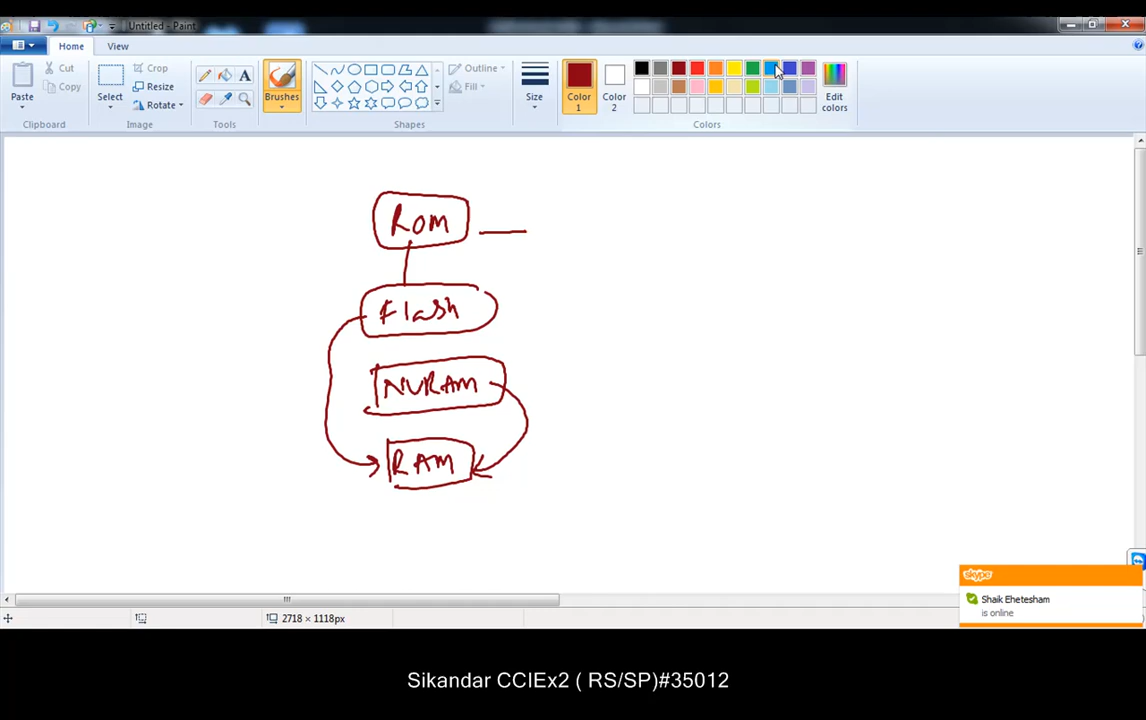 Untitled - Paint
Home View
Cut
Copy
Paste
Clipboard
Select
Crop
Resize
Rotate
Image
A
Tools
Brushes
Outline
Fill
Shapes
Size
Color 1
Color 2
Edit colors
Colors
Rom
Flash
NVRAM
RAM
skype
Shaik Ehetesham
is online
2718 × 1118px
Sikandar CCIEx2 ( RS/SP)#35012